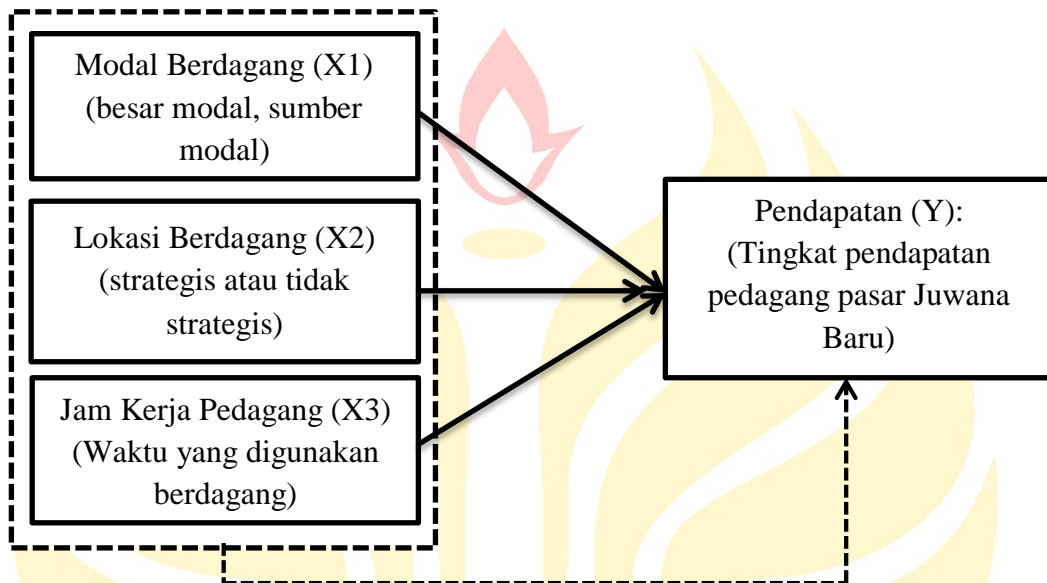 Modal Berdagang (X1)
(besar modal, sumber
modal)
Lokasi Berdagang (X2)
(strategis atau tidak
strategis)
Jam Kerja Pedagang (X3)
(Waktu yang digunakan
berdagang)
Pendapatan (Y):
(Tingkat pendapatan
pedagang pasar Juwana
Baru)